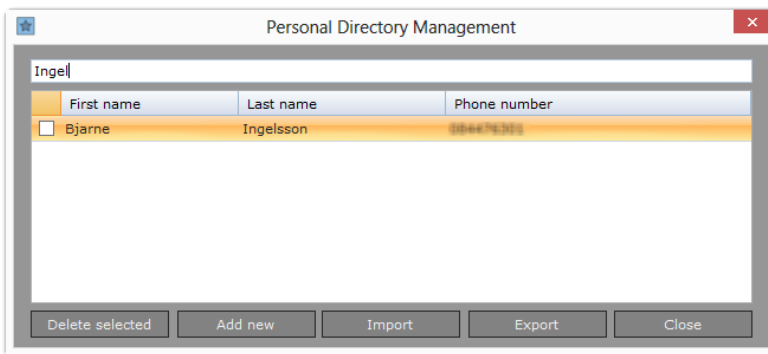 Personal Directory Management
Ingel
First name Last name Phone number
Bjarne Ingelsson
Delete selected Add new Import Export Close